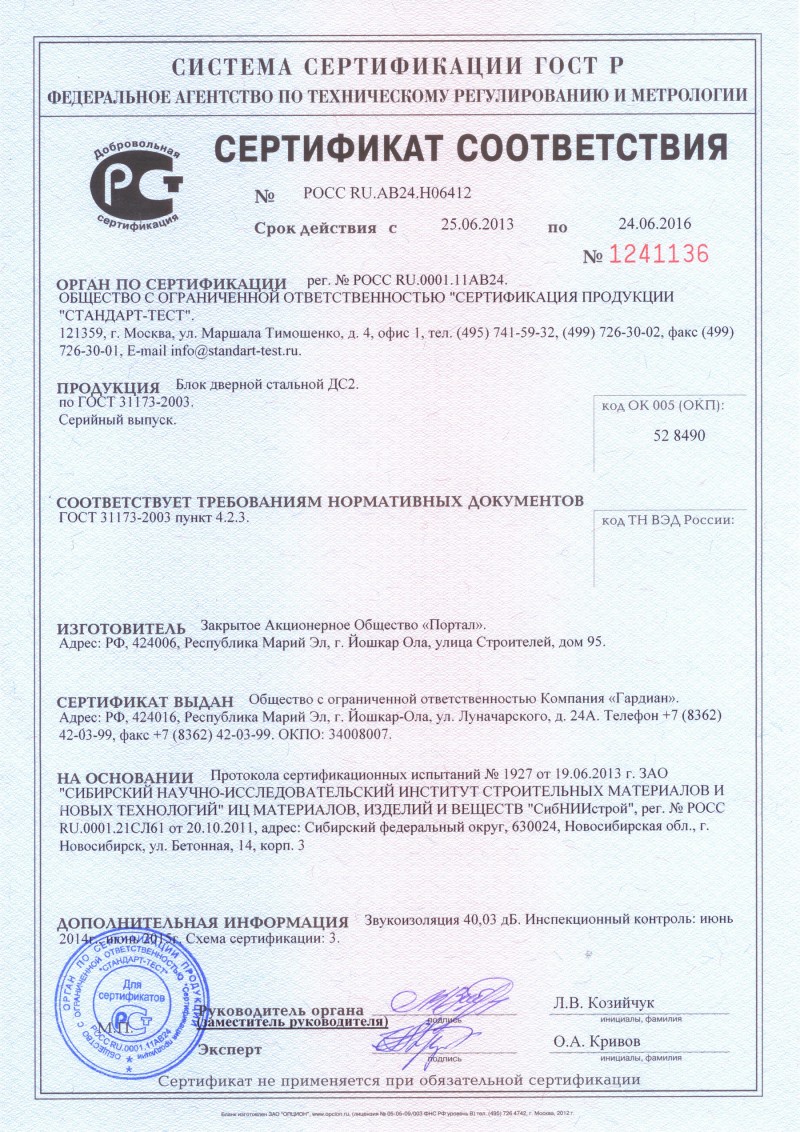 СИСТЕМА СЕРТИФИКАЦИИ ГОСТ Р
ФЕДЕРАЛЬНОЕ АГЕНТСТВО ПО ТЕХНИЧЕСКОМУ РЕГУЛИРОВАНИЮ И МЕТРОЛОГИИ
Добровольная
сертификация
СЕРТИФИКАТ СООТВЕТСТВИЯ
№ РОСС RU.АВ24.Н06412
Срок действия с 25.06.2013 по 24.06.2016
№ 1241136
ОРГАН ПО СЕРТИФИКАЦИИ рег. № РОСС RU.0001.11АВ24.
ОБЩЕСТВО С ОГРАНИЧЕННОЙ ОТВЕТСТВЕННОСТЬЮ "СЕРТИФИКАЦИЯ ПРОДУКЦИИ
"СТАНДАРТ-ТЕСТ".
121359, г. Москва, ул. Маршала Тимошенко, д. 4, офис 1, тел. (495) 741-59-32, (499) 726-30-02, факс (499)
726-30-01, E-mail info@standart-test.ru.
ПРОДУКЦИЯ Блок дверной стальной ДС2.
по ГОСТ 31173-2003.
Серийный выпуск.
код ОК 005 (ОКП):
52 8490
СООТВЕТСТВУЕТ ТРЕБОВАНИЯМ НОРМАТИВНЫХ ДОКУМЕНТОВ
ГОСТ 31173-2003 пункт 4.2.3.
код ТН ВЭД России:
ИЗГОТОВИТЕЛЬ Закрытое Акционерное Общество «Портал».
Адрес: РФ, 424006, Республика Марий Эл, г. Йошкар Ола, улица Строителей, дом 95.
СЕРТИФИКАТ ВЫДАН Общество с ограниченной ответственностью Компания «Гардиан».
Адрес: РФ, 424016, Республика Марий Эл, г. Йошкар-Ола, ул. Луначарского, д. 24А. Телефон +7 (8362)
42-03-99, факс +7 (8362) 42-03-99. ОКПО: 34008007.
НА ОСНОВАНИИ Протокола сертификационных испытаний № 1927 от 19.06.2013 г. ЗАО
"СИБИРСКИЙ НАУЧНО-ИССЛЕДОВАТЕЛЬСКИЙ ИНСТИТУТ СТРОИТЕЛЬНЫХ МАТЕРИАЛОВ И
НОВЫХ ТЕХНОЛОГИЙ" ИЦ МАТЕРИАЛОВ, ИЗДЕЛИЙ И ВЕЩЕСТВ "СибНИИстрой", рег. № РОСС
RU.0001.21СЛ61 от 20.10.2011, адрес: Сибирский федеральный округ, 630024, Новосибирская обл., г.
Новосибирск, ул. Бетонная, 14, корп. 3
ДОПОЛНИТЕЛЬНАЯ ИНФОРМАЦИЯ Звукоизоляция 40,03 дБ. Инспекционный контроль: июнь
2014г., июнь 2015г. Схема сертификации: 3.
ОРГАН ПО СЕРТИФИКАЦИИ ПРОДУКЦИИ
ОБЩЕСТВО С ОГРАНИЧЕННОЙ ОТВЕТСТВЕННОСТЬЮ "Сертификация продукции
"СТАНДАРТ-ТЕСТ"
Для
сертификатов
РОСС RU.0001.11АВ24
М.П.
Руководитель органа
(заместитель руководителя)
подпись
Л.В. Козийчук
инициалы, фамилия
Эксперт
подпись
О.А. Кривов
инициалы, фамилия
Сертификат не применяется при обязательной сертификации
Бланк изготовлен ЗАО "ОПЦИОН", www.opcion.ru, (лицензия № 05-05-09/003 ФНС РФ уровень B) тел. (495) 726 4742, г. Москва, 2012 г.